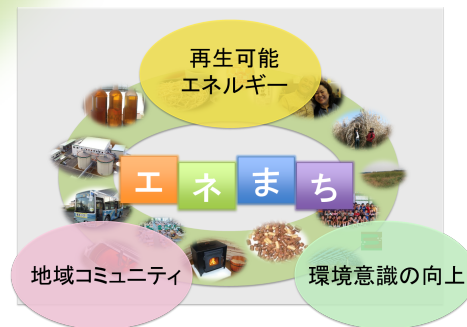 再生可能
エネルギー
エネまち
地域コミュニティ
環境意識の向上